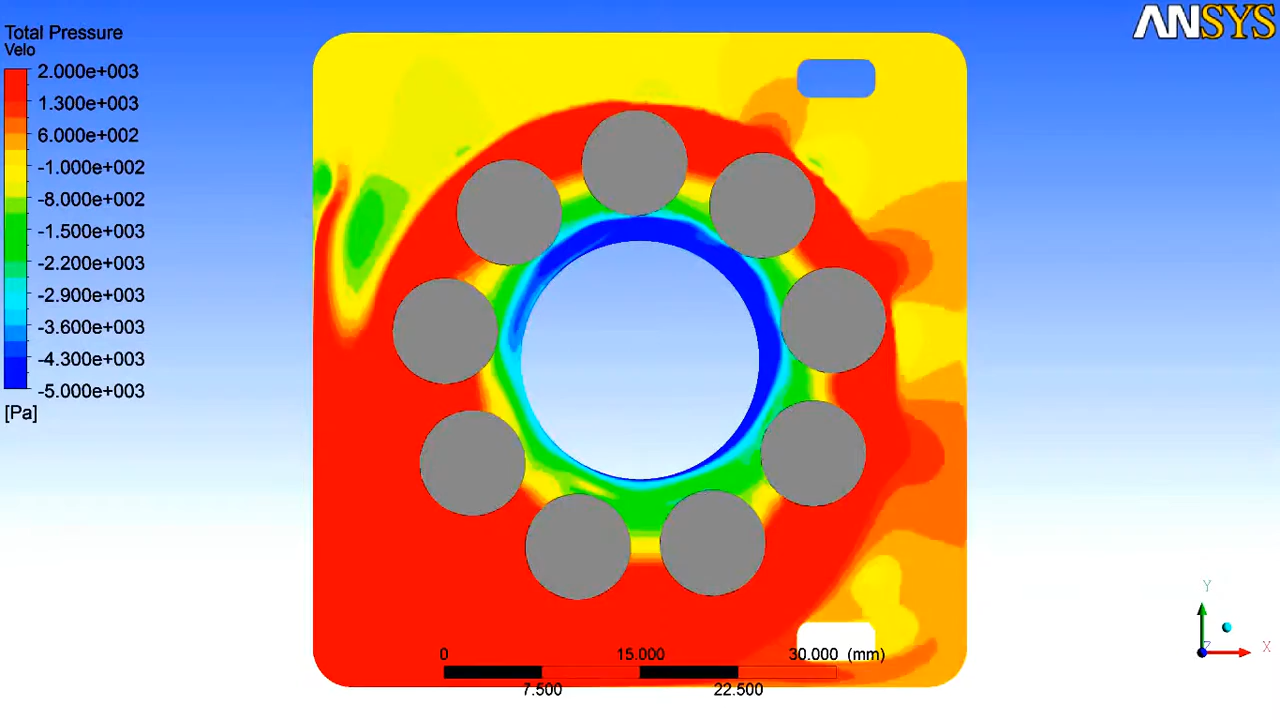 Total Pressure
Velo
2.000e+003
1.300e+003
6.000e+002
-1.000e+002
-8.000e+002
-1.500e+003
-2.200e+003
-2.900e+003
-3.600e+003
-4.300e+003
-5.000e+003
[Pa]
ANSYS
0 15.000 30.000 (mm)
7.500 22.500
Y
Z X